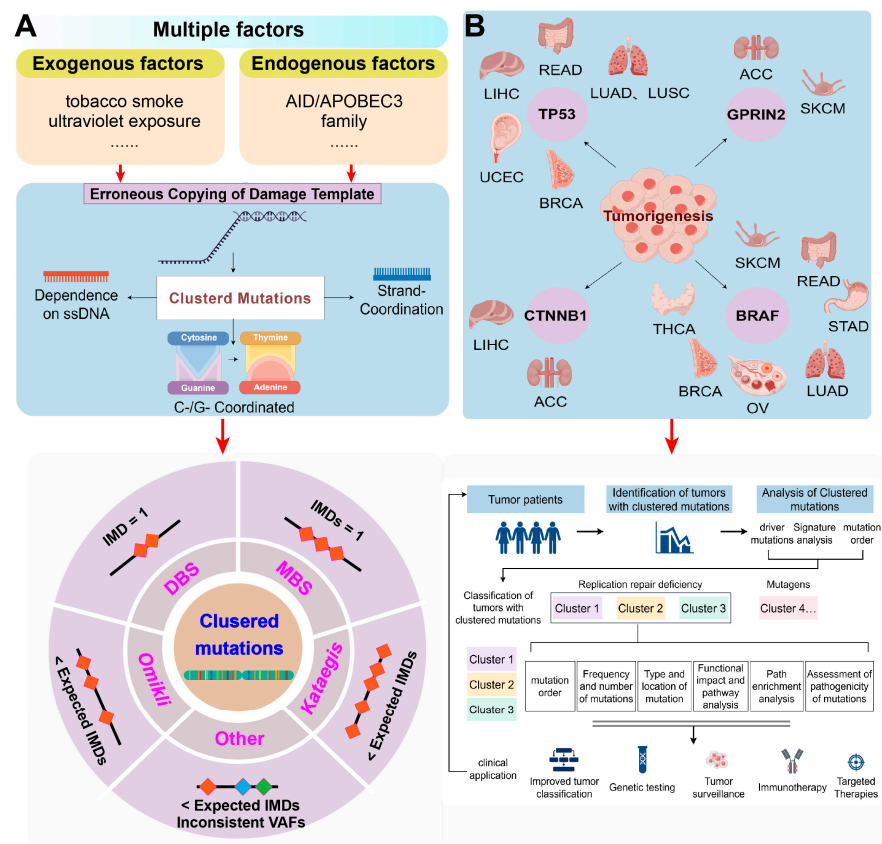 A
Multiple factors
Exogenous factors
tobacco smoke
ultraviolet exposure
......
Endogenous factors
AID/APOBEC3
family
......
Erroneous Copying of Damage Template
Dependence
on ssDNA
Clusterd Mutations
Strand-
Coordination
Cytosine
Thymine
Guanine
Adenine
C-/G- Coordinated
IMD = 1
IMDs = 1
DBS
MBS
Omikli
Kataegis
Other
Clusered
mutations
< Expected IMDs
< Expected IMDs
< Expected IMDs
Inconsistent VAFs
B
READ
LIHC
LUAD、LUSC
TP53
UCEC
BRCA
ACC
GPRIN2
SKCM
Tumorigenesis
CTNNB1
LIHC
ACC
SKCM
READ
THCA
BRAF
STAD
BRCA
OV
LUAD
Tumor patients
Identification of tumors
with clustered mutations
Analysis of Clustered
mutations
driver
mutations
Signature
analysis
mutation
order
Classification of
tumors with
clustered mutations
Replication repair deficiency
Mutagens
Cluster 1
Cluster 2
Cluster 3
Cluster 4...
Cluster 1
Cluster 2
Cluster 3
mutation
order
Frequency
and number
of mutations
Type and
location of
mutation
Functional
impact and
pathway
analysis
Path
enrichment
analysis
Assessment of
pathogenicity
of mutations
clinical
application
Improved tumor
classification
Genetic testing
Tumor
surveillance
Immunotherapy
Targeted
Therapies